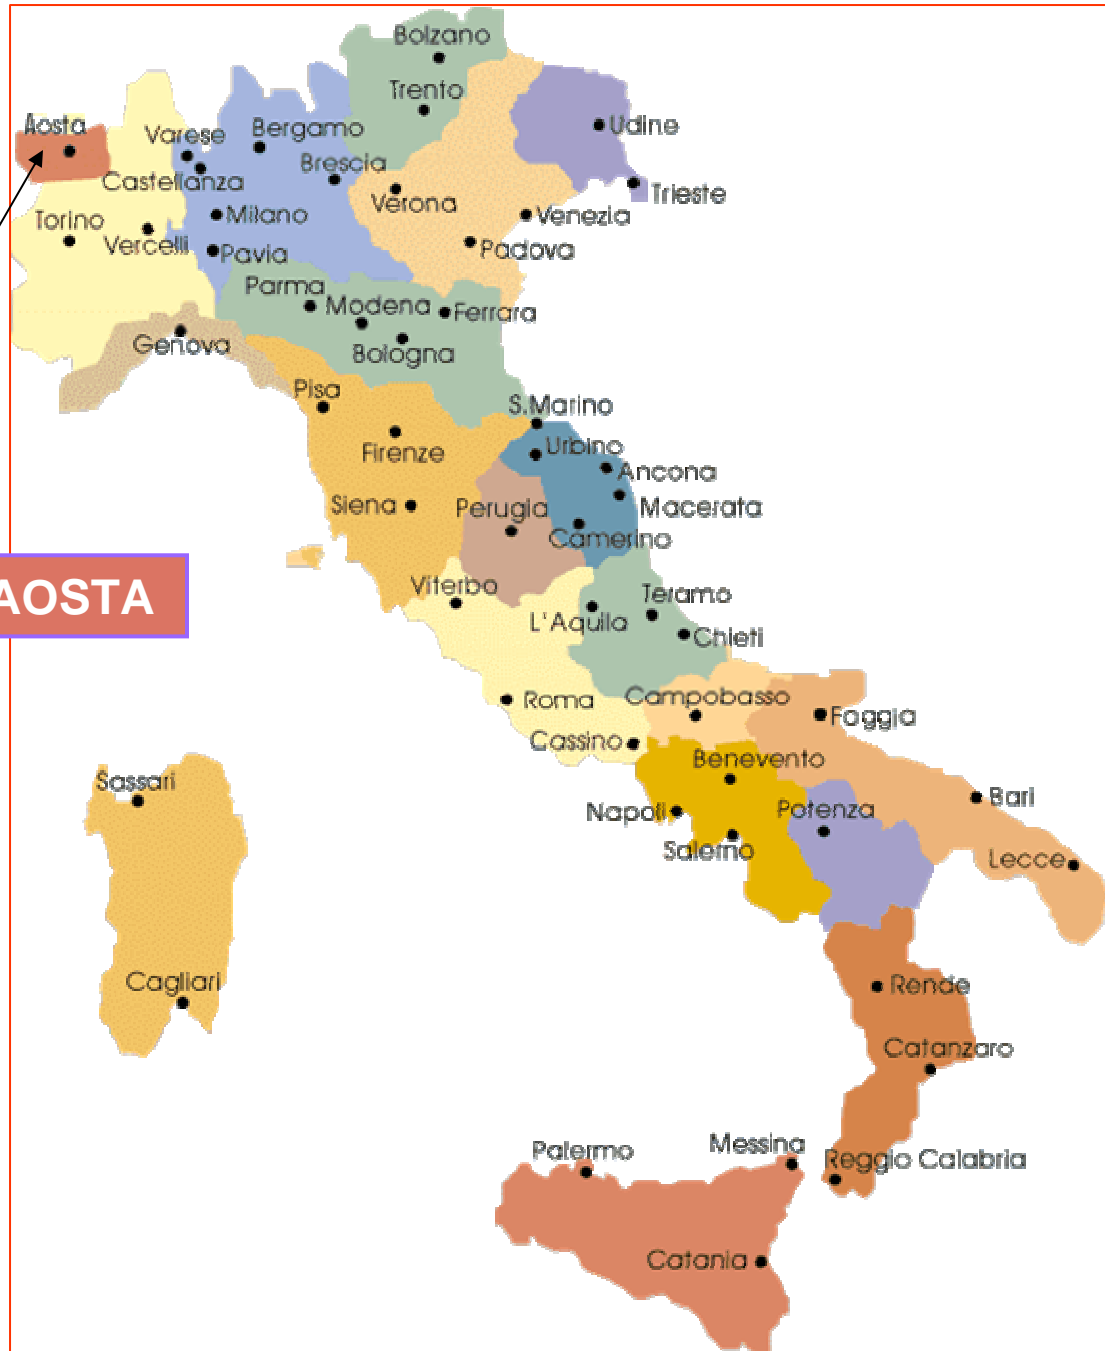 Bolzano
Trento
Aosta
Udine
Varese
Bergamo
Brescia
Castellanza
Trieste
Verona
Torino
Milano
Venezia
Vercelli
Pavia
Padova
Parma
Modena
Ferrara
Genova
Bologna
Pisa
S.Marino
Firenze
Urbino
Ancona
Siena
Perugia
Macerata
Camerino
AOSTA
Viterbo
Teramo
L'Aquila
Chieti
Roma
Campobasso
Foggia
Cassino
Benevento
Sassari
Bari
Napoli
Potenza
Salerno
Lecce
Cagliari
Rende
Catanzaro
Palermo
Messina
Reggio Calabria
Catania